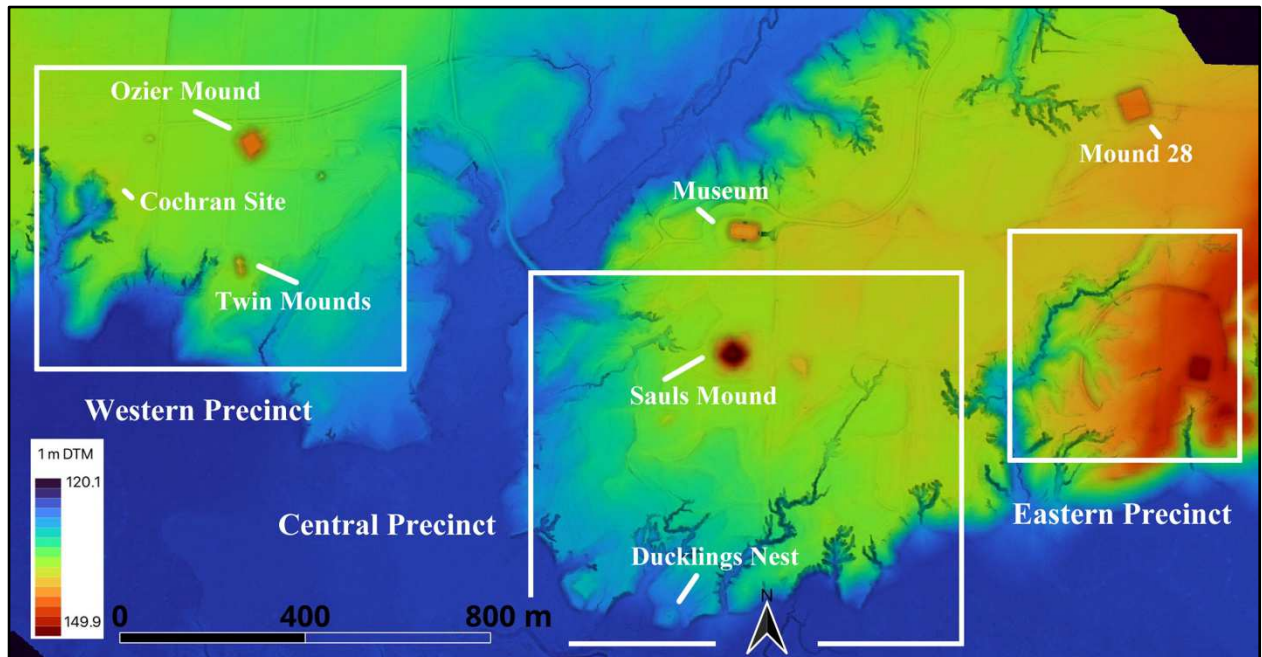 Ozier Mound
Cochran Site
Twin Mounds
Western Precinct
Museum
Mound 28
Sauls Mound
Central Precinct
Ducklings Nest
Eastern Precinct
1 m DTM
120.1
149.9
0 400 800 m
N